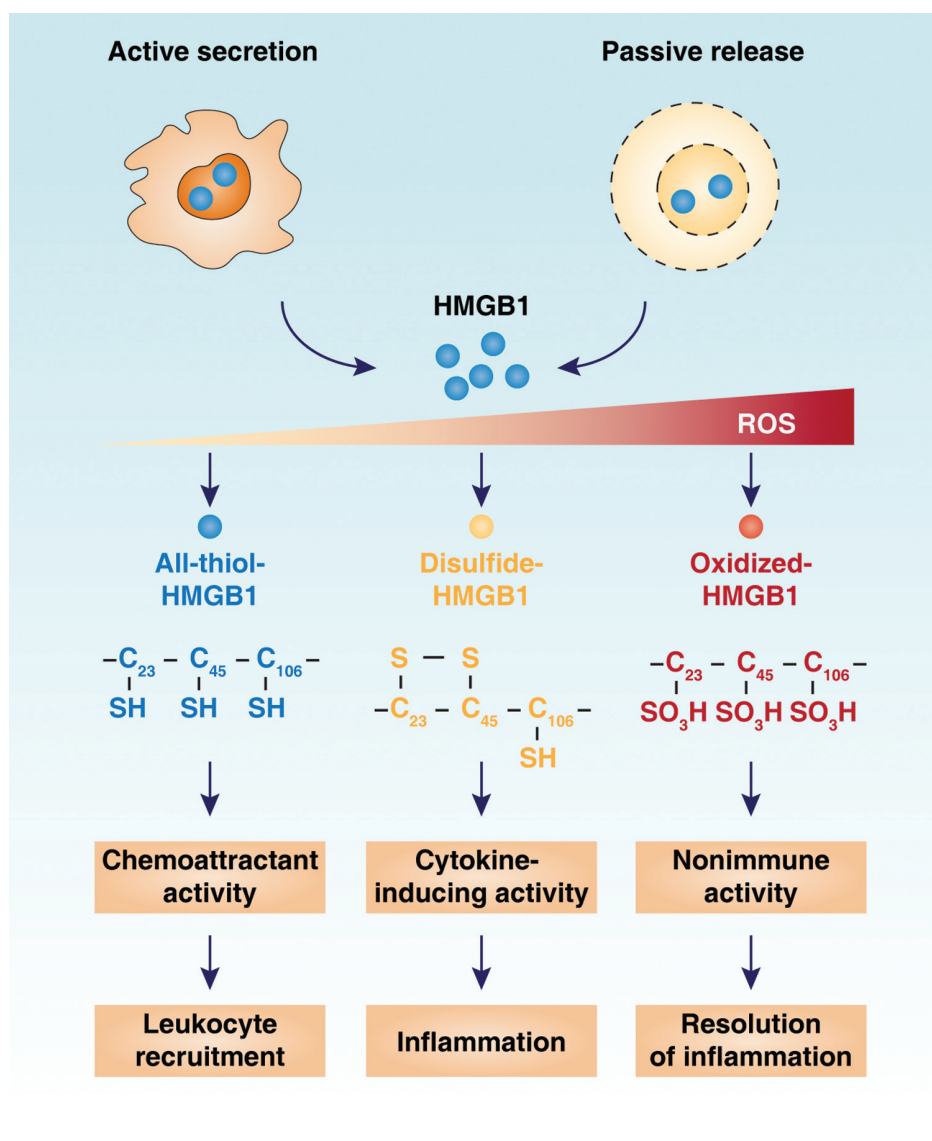 Active secretion
Passive release
HMGB1
ROS
All-thiol-
HMGB1
Disulfide-
HMGB1
Oxidized-
HMGB1
–C23 – C45 – C106 –
SH SH SH
S — S
–C23 – C45 – C106 –
SH
–C23 – C45 – C106 –
SO3H SO3H SO3H
Chemoattractant
activity
Cytokine-
inducing activity
Nonimmune
activity
Leukocyte
recruitment
Inflammation
Resolution
of inflammation